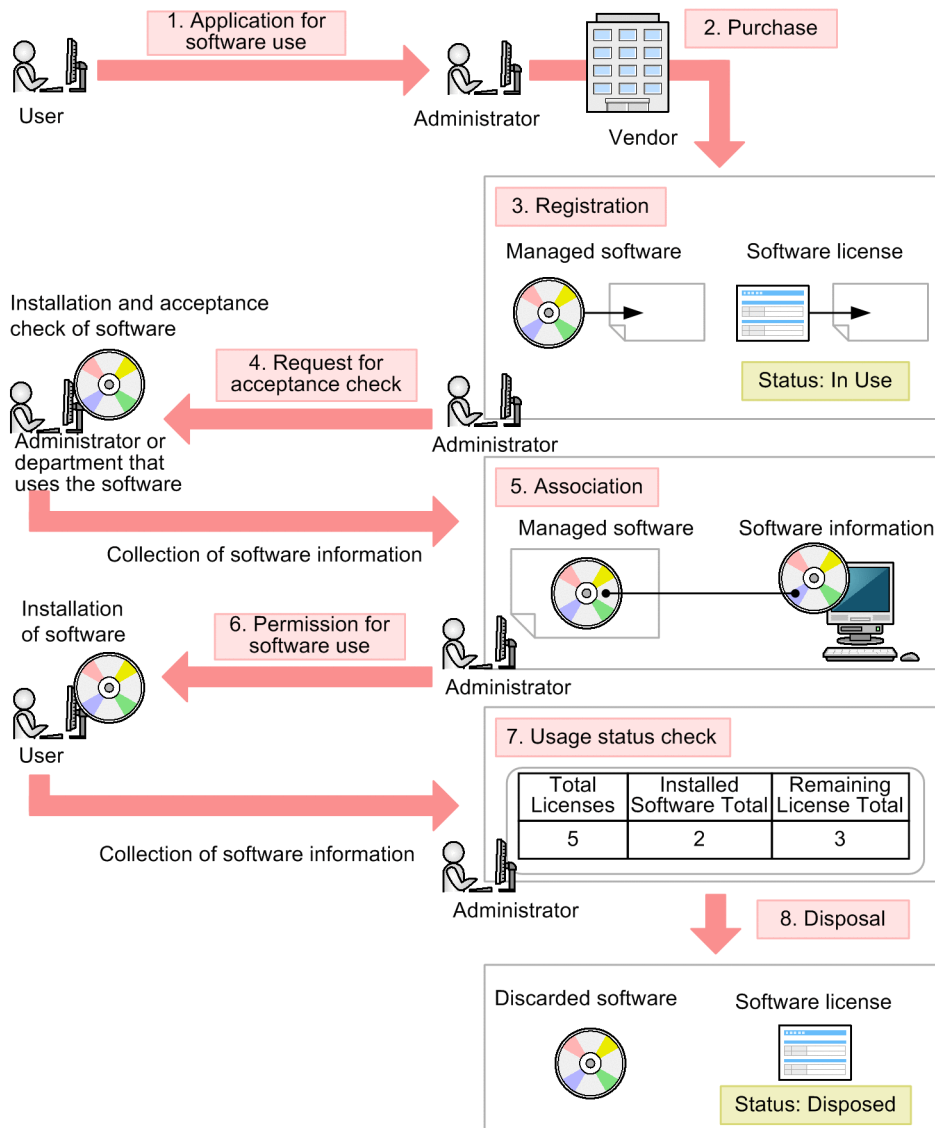 1. Application for
software use
2. Purchase
User
Administrator
Vendor
3. Registration
Managed software
Software license
Installation and acceptance
check of software
4. Request for
acceptance check
Status: In Use
Administrator or
department that
uses the software
Administrator
5. Association
Managed software
Software information
Collection of software information
Installation
of software
6. Permission for
software use
Administrator
User
7. Usage status check
Total
Licenses
Installed
Software Total
Remaining
License Total
5
2
3
Collection of software information
Administrator
8. Disposal
Discarded software
Software license
Status: Disposed